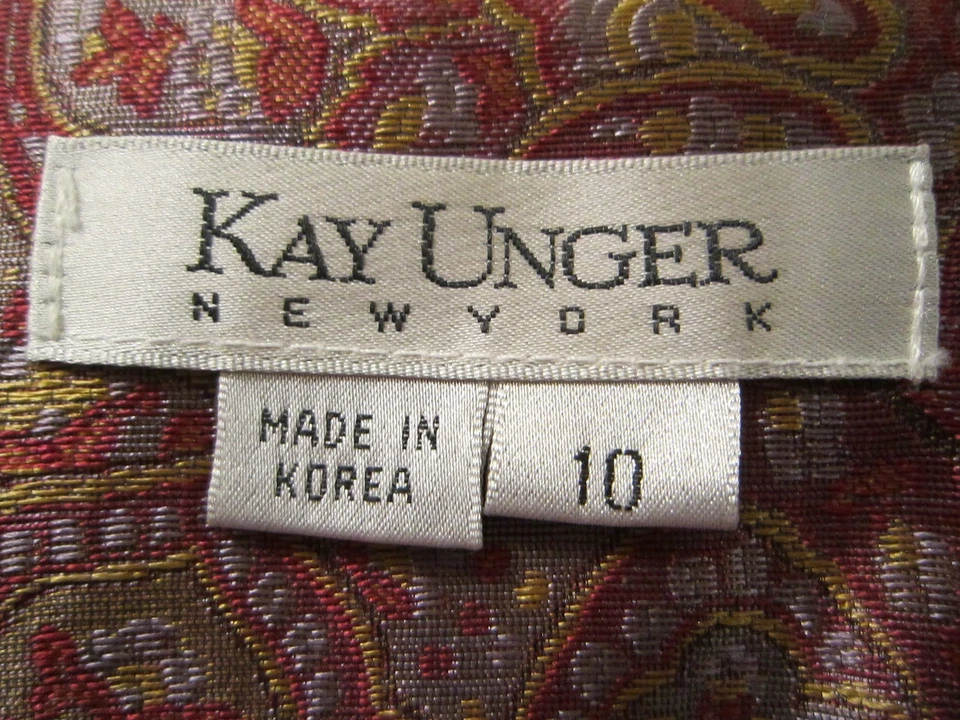 KAY UNGER
NEW YORK
MADE IN
KOREA
10